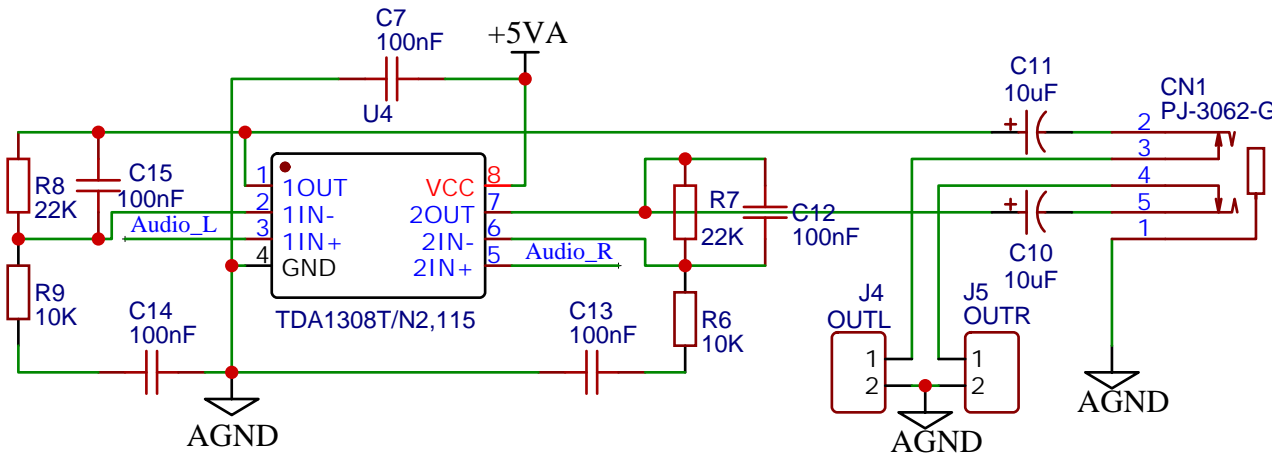 C7
100nF
+5VA
U4
C11
10uF
CN1
PJ-3062-G
2
3
4
5
1
R8
22K
C15
100nF
1
1OUT
2
1IN-
3
1IN+
4
GND
VCC
8
2OUT
7
2IN-
6
2IN+
5
Audio_L
Audio_R
TDA1308T/N2,115
R7
22K
C12
100nF
C10
10uF
R9
10K
C14
100nF
C13
100nF
R6
10K
J4
OUTL
1
2
J5
OUTR
1
2
AGND
AGND
AGND